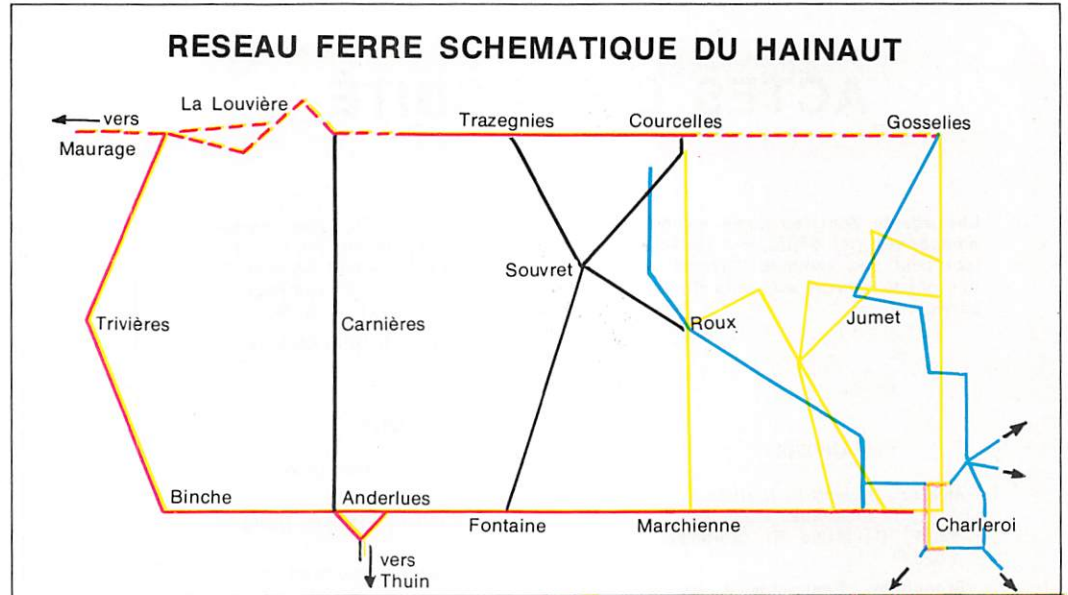 RESEAU FERRE SCHEMATIQUE DU HAINAUT
La Louvière
vers
Maurage
Trazegnies
Courcelles
Gosselies
Souvret
Trivières
Carnières
Roux
Jumet
Binche
Anderlues
Fontaine
Marchienne
Charleroi
vers
Thuin